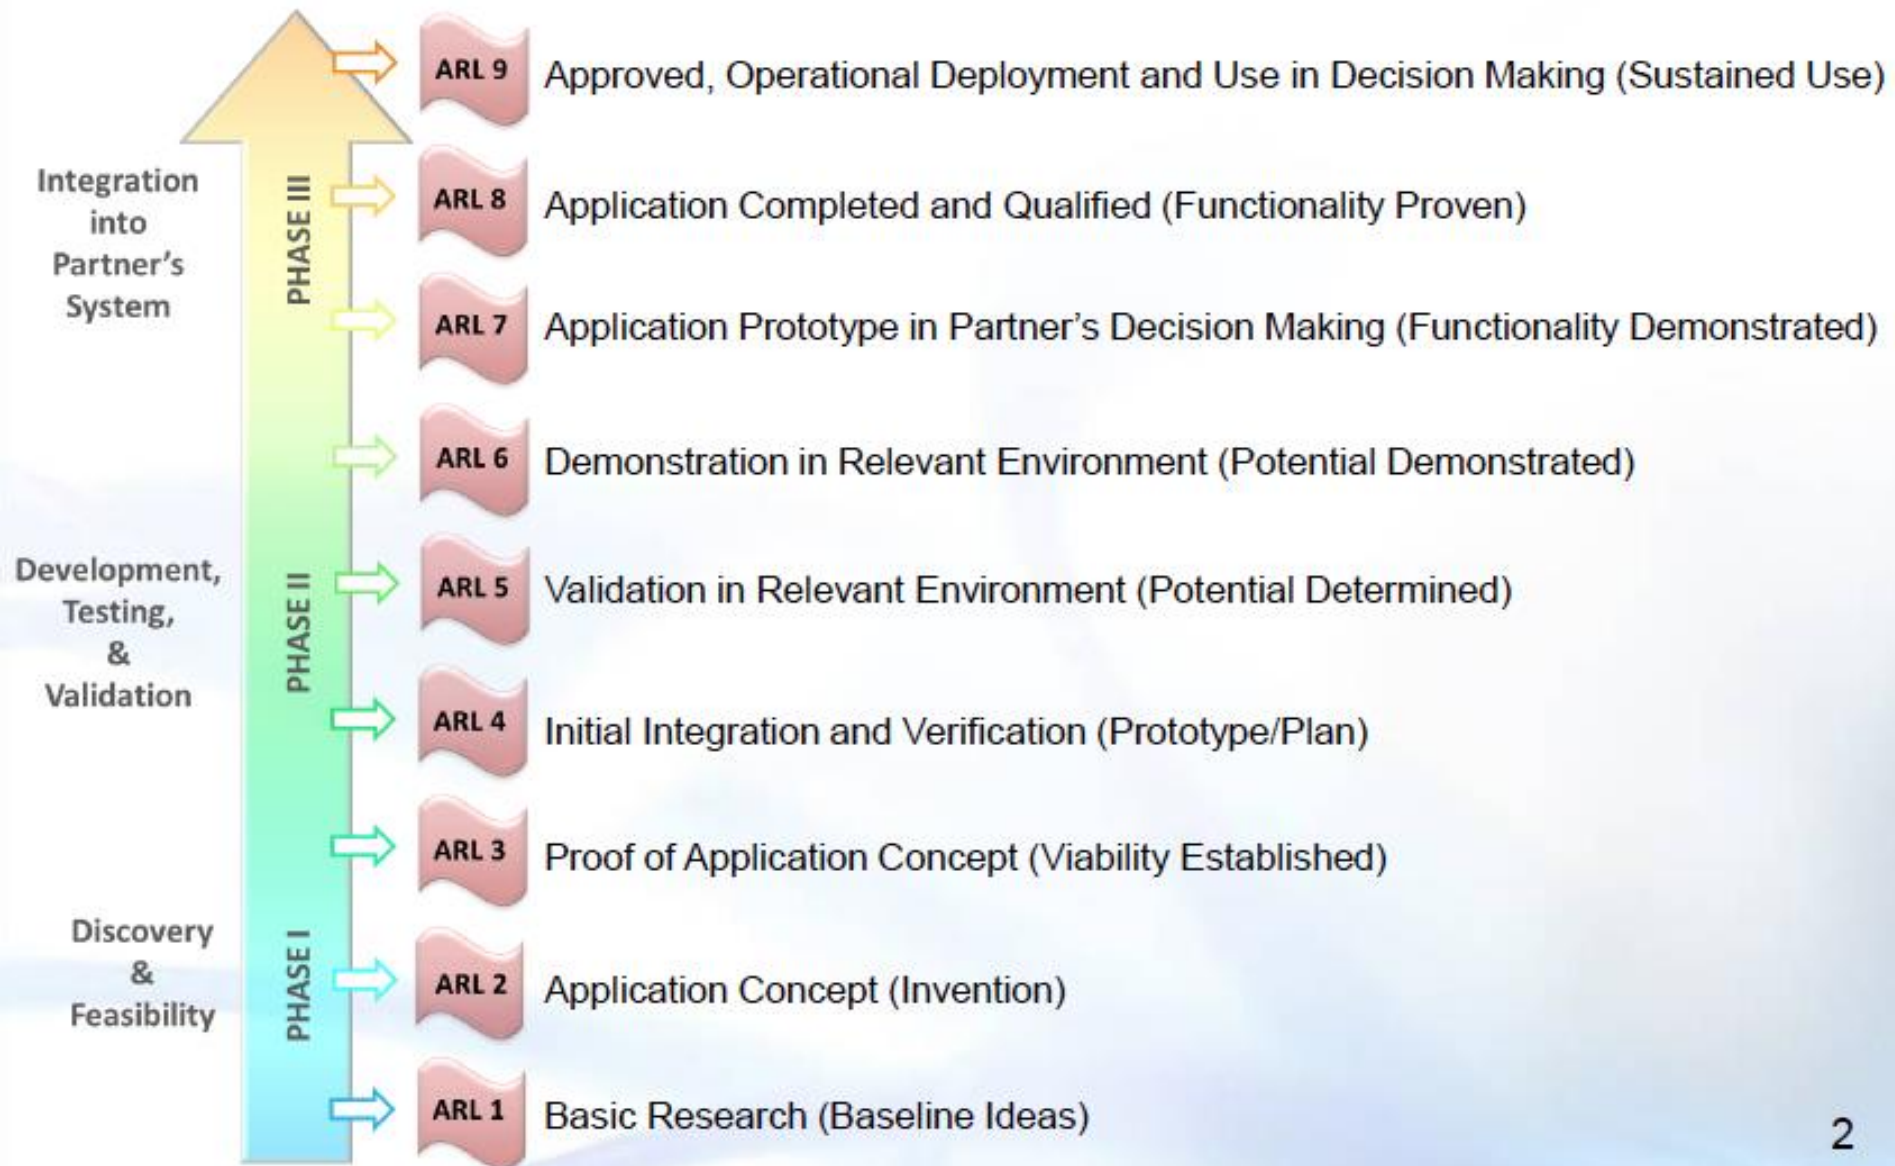 ARL 9 Approved, Operational Deployment and Use in Decision Making (Sustained Use)
Integration
into
Partner's
System
PHASE III
ARL 8 Application Completed and Qualified (Functionality Proven)
ARL 7 Application Prototype in Partner's Decision Making (Functionality Demonstrated)
ARL 6 Demonstration in Relevant Environment (Potential Demonstrated)
Development,
Testing,
&
Validation
PHASE II
ARL 5 Validation in Relevant Environment (Potential Determined)
ARL 4 Initial Integration and Verification (Prototype/Plan)
ARL 3 Proof of Application Concept (Viability Established)
Discovery
&
Feasibility
PHASE I
ARL 2 Application Concept (Invention)
ARL 1 Basic Research (Baseline Ideas)
2